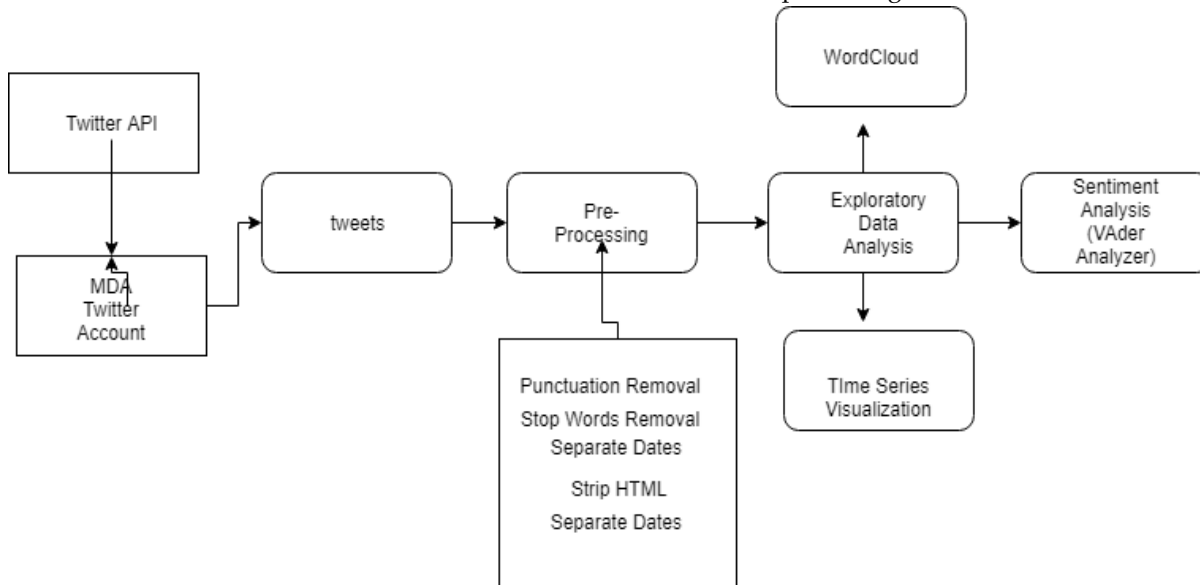 WordCloud
Twitter API
MDA
Twitter
Account
tweets
Pre-
Processing
Exploratory
Data
Analysis
Sentiment
Analysis
(VAder
Analyzer)
Punctuation Removal
Stop Words Removal
Separate Dates
Strip HTML
Separate Dates
TIme Series
Visualization